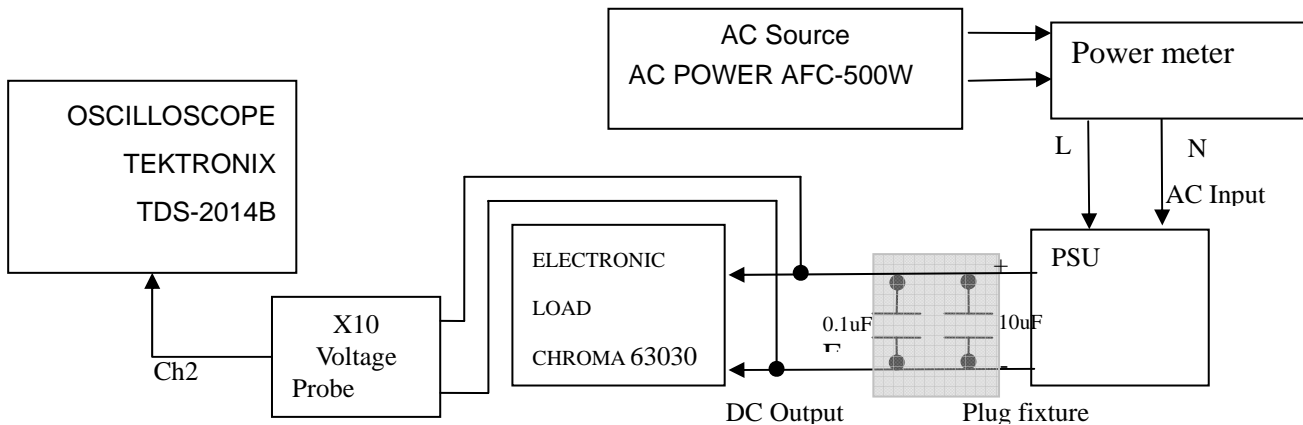 AC Source
AC POWER AFC-500W
Power meter
OSCILLOSCOPE
TEKTRONIX
TDS-2014B
L
N
AC Input
PSU
ELECTRONIC
LOAD
CHROMA 63030
+
0.1uF
10uF
X10
Voltage
Probe
Ch2
-
DC Output
Plug fixture